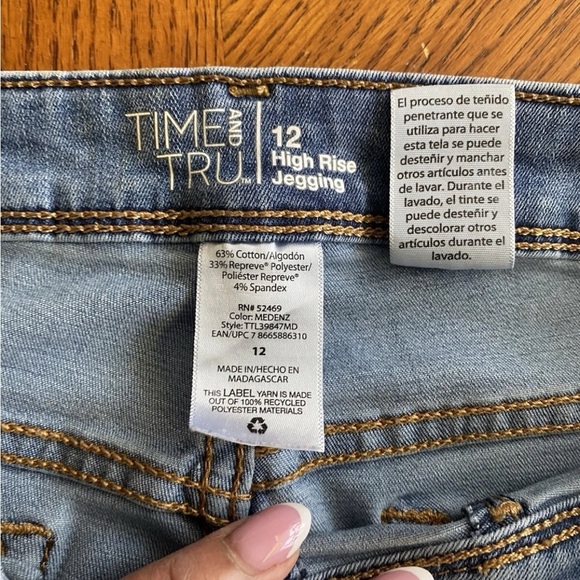 TIME AND
TRU™
12
High Rise
Jegging
El proceso de teñido
penetrante que se
utiliza para hacer
esta tela se puede
desteñir y manchar
otros artículos antes
de lavar. Durante el
lavado, el tinte se
puede desteñir y
descolorar otros
artículos durante el
lavado.
63% Cotton/Algodón
33% Repreve® Polyester/
Poliéster Repreve®
4% Spandex
RN# 52469
Color: MEDENZ
Style: TTL39847MD
EAN/UPC 7 8665886310
12
MADE IN/HECHO EN
MADAGASCAR
THIS LABEL YARN IS MADE
OUT OF 100% RECYCLED
POLYESTER MATERIALS